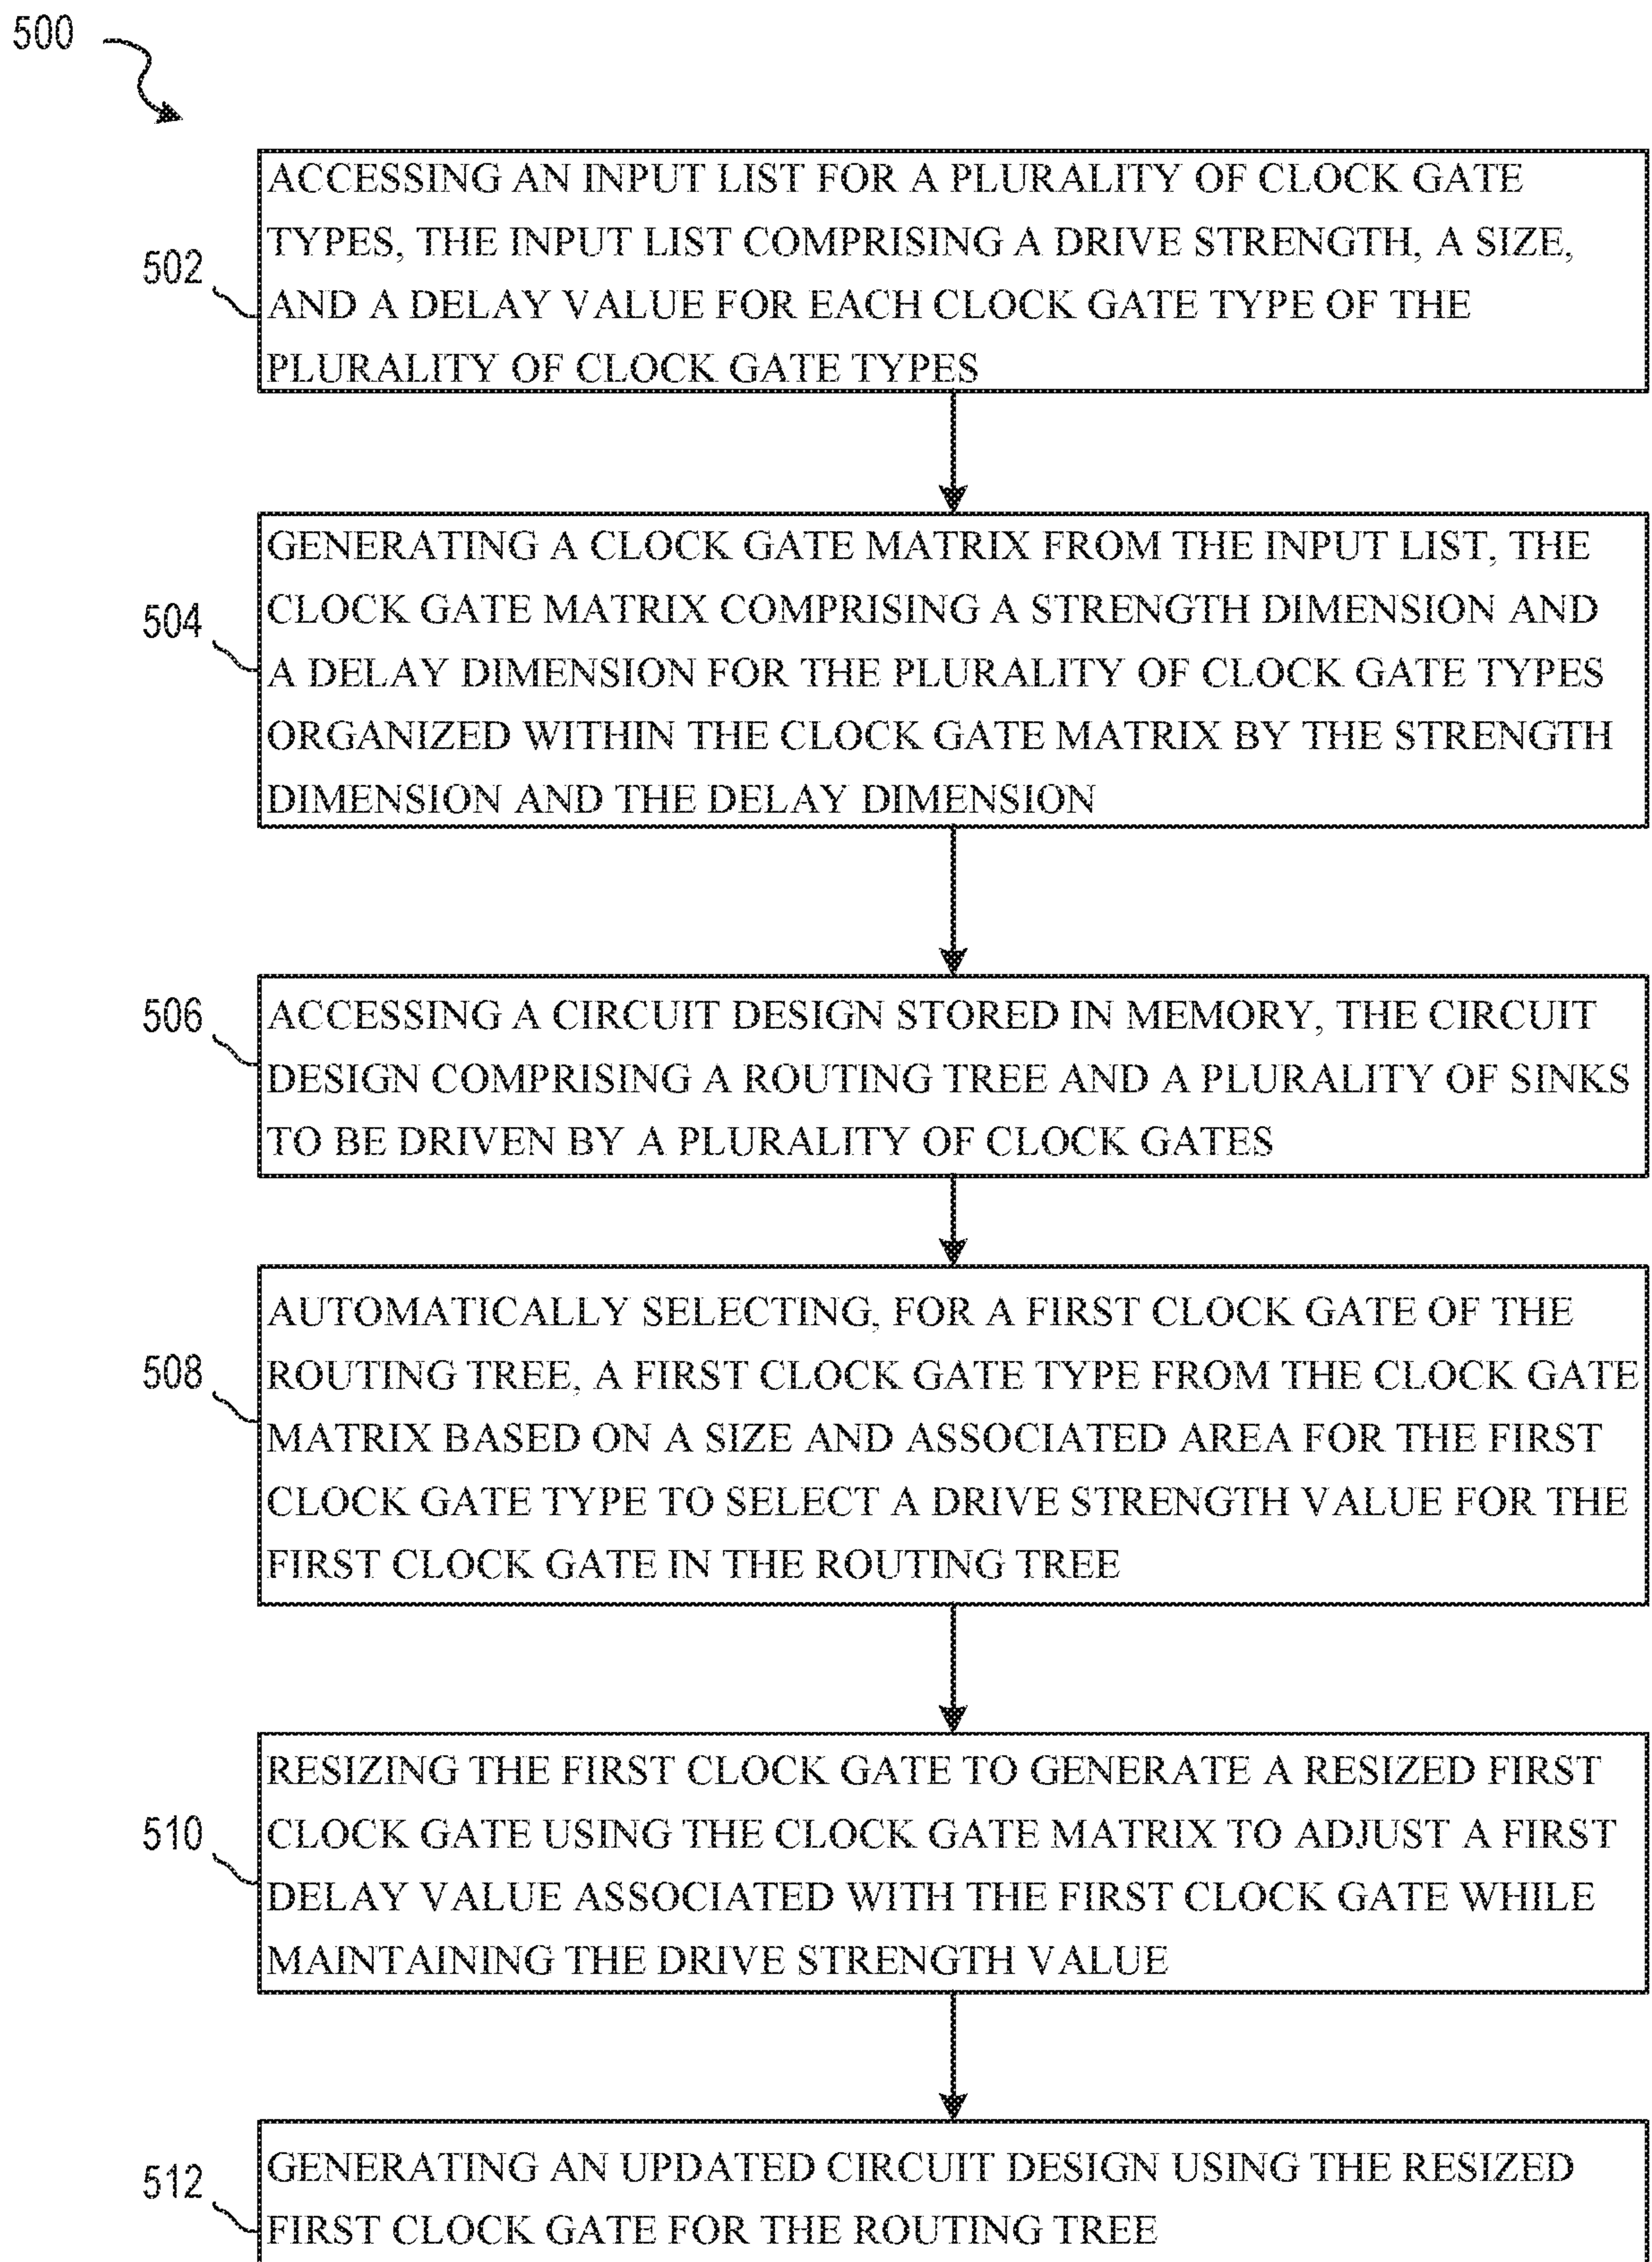 500
ACCESSING AN INPUT LIST FOR A PLURALITY OF CLOCK GATE
TYPES, THE INPUT LIST COMPRISING A DRIVE STRENGTH, A SIZE,
502
AND A DELAY VALUE FOR EACH CLOCK GATE TYPE OF THE
PLURALITY OF CLOCK GATE TYPES
GENERATING A CLOCK GATE MATRIX FROM THE INPUT LIST, THE
CLOCK GATE MATRIX COMPRISING A STRENGTH DIMENSION AND
504
A DELAY DIMENSION FOR THE PLURALITY OF CLOCK GATE TYPES
ORGANIZED WITHIN THE CLOCK GATE MATRIX BY THE STRENGTH
DIMENSION AND THE DELAY DIMENSION
506
ACCESSING A CIRCUIT DESIGN STORED IN MEMORY, THE CIRCUIT
DESIGN COMPRISING A ROUTING TREE AND A PLURALITY OF SINKS
TO BE DRIVEN BY A PLURALITY OF CLOCK GATES
AUTOMATICALLY SELECTING, FOR A FIRST CLOCK GATE OF THE
508
ROUTING TREE, A FIRST CLOCK GATE TYPE FROM THE CLOCK GATE
MATRIX BASED ON A SIZE AND ASSOCIATED AREA FOR THE FIRST
CLOCK GATE TYPE TO SELECT A DRIVE STRENGTH VALUE FOR THE
FIRST CLOCK GATE IN THE ROUTING TREE
RESIZING THE FIRST CLOCK GATE TO GENERATE A RESIZED FIRST
510
CLOCK GATE USING THE CLOCK GATE MATRIX TO ADJUST A FIRST
DELAY VALUE ASSOCIATED WITH THE FIRST CLOCK GATE WHILE
MAINTAINING THE DRIVE STRENGTH VALUE
512
GENERATING AN UPDATED CIRCUIT DESIGN USING THE RESIZED
FIRST CLOCK GATE FOR THE ROUTING TREE